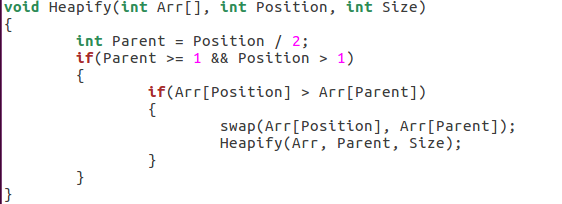 void Heapify(int Arr[], int Position, int Size)
{
        int Parent = Position / 2;
        if(Parent >= 1 && Position > 1)
        {
                if(Arr[Position] > Arr[Parent])
                {
                        swap(Arr[Position], Arr[Parent]);
                        Heapify(Arr, Parent, Size);
                }
        }
}